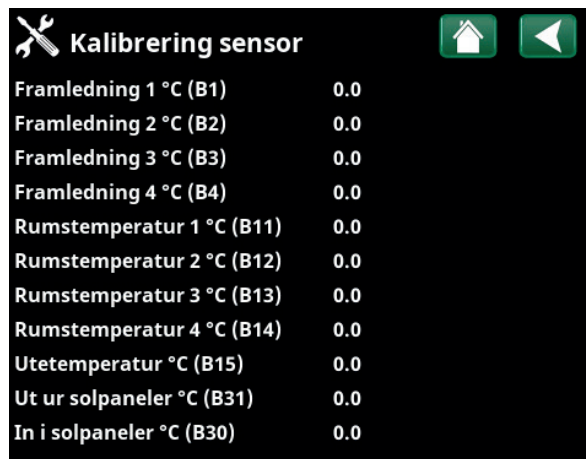 Kalibrering sensor
Framledning 1 °C (B1) 0.0
Framledning 2 °C (B2) 0.0
Framledning 3 °C (B3) 0.0
Framledning 4 °C (B4) 0.0
Rumstemperatur 1 °C (B11) 0.0
Rumstemperatur 2 °C (B12) 0.0
Rumstemperatur 3 °C (B13) 0.0
Rumstemperatur 4 °C (B14) 0.0
Utetemperatur °C (B15) 0.0
Ut ur solpaneler °C (B31) 0.0
In i solpaneler °C (B30) 0.0